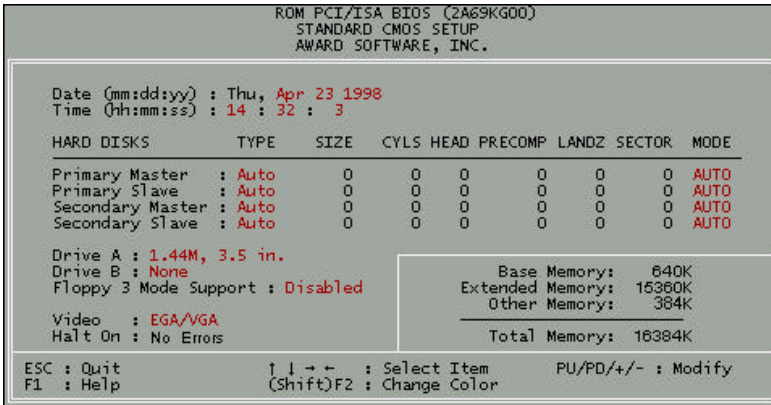 ROM PCI/ISA BIOS (2A69KG00)
STANDARD CMOS SETUP
AWARD SOFTWARE, INC.
Date (mm:dd:yy) : Thu, Apr 23 1998
Time (hh:mm:ss) : 14 : 32 : 3
HARD DISKS TYPE SIZE CYLS HEAD PRECOMP LANDZ SECTOR MODE
Primary Master : Auto 0 0 0 0 0 0 AUTO
Primary Slave : Auto 0 0 0 0 0 0 AUTO
Secondary Master : Auto 0 0 0 0 0 0 AUTO
Secondary Slave : Auto 0 0 0 0 0 0 AUTO
Drive A : 1.44M, 3.5 in.
Drive B : None
Floppy 3 Mode Support : Disabled
Video : EGA/VGA
Halt On : No Errors
Base Memory: 640K
Extended Memory: 15360K
Other Memory: 384K
Total Memory: 16384K
ESC : Quit ↑ ↓ → ← : Select Item PU/PD/+/- : Modify
F1 : Help (Shift)F2 : Change Color